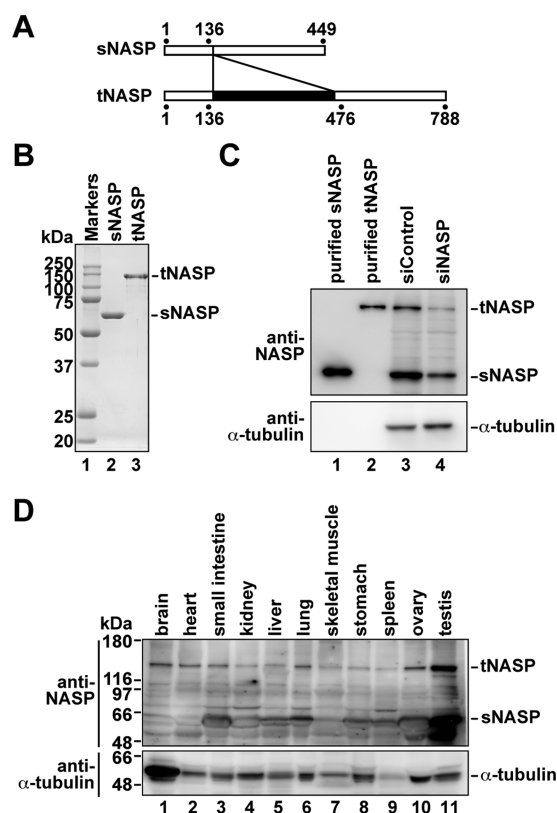 A
1 136 449
sNASP
tNASP
1 136 476 788
B
kDa Markers sNASP tNASP
250
150
100
75
50
37
25
20
tNASP
sNASP
1 2 3
C
purified sNASP purified tNASP siControl siNASP
anti-
NASP
tNASP
sNASP
anti-
α-tubulin
α-tubulin
1 2 3 4
D
brain heart small intestine kidney liver lung skeletal muscle stomach spleen ovary testis
kDa
180
116
97
66
48
anti-
NASP
tNASP
sNASP
66
48
anti-
α-tubulin
α-tubulin
1 2 3 4 5 6 7 8 9 10 11